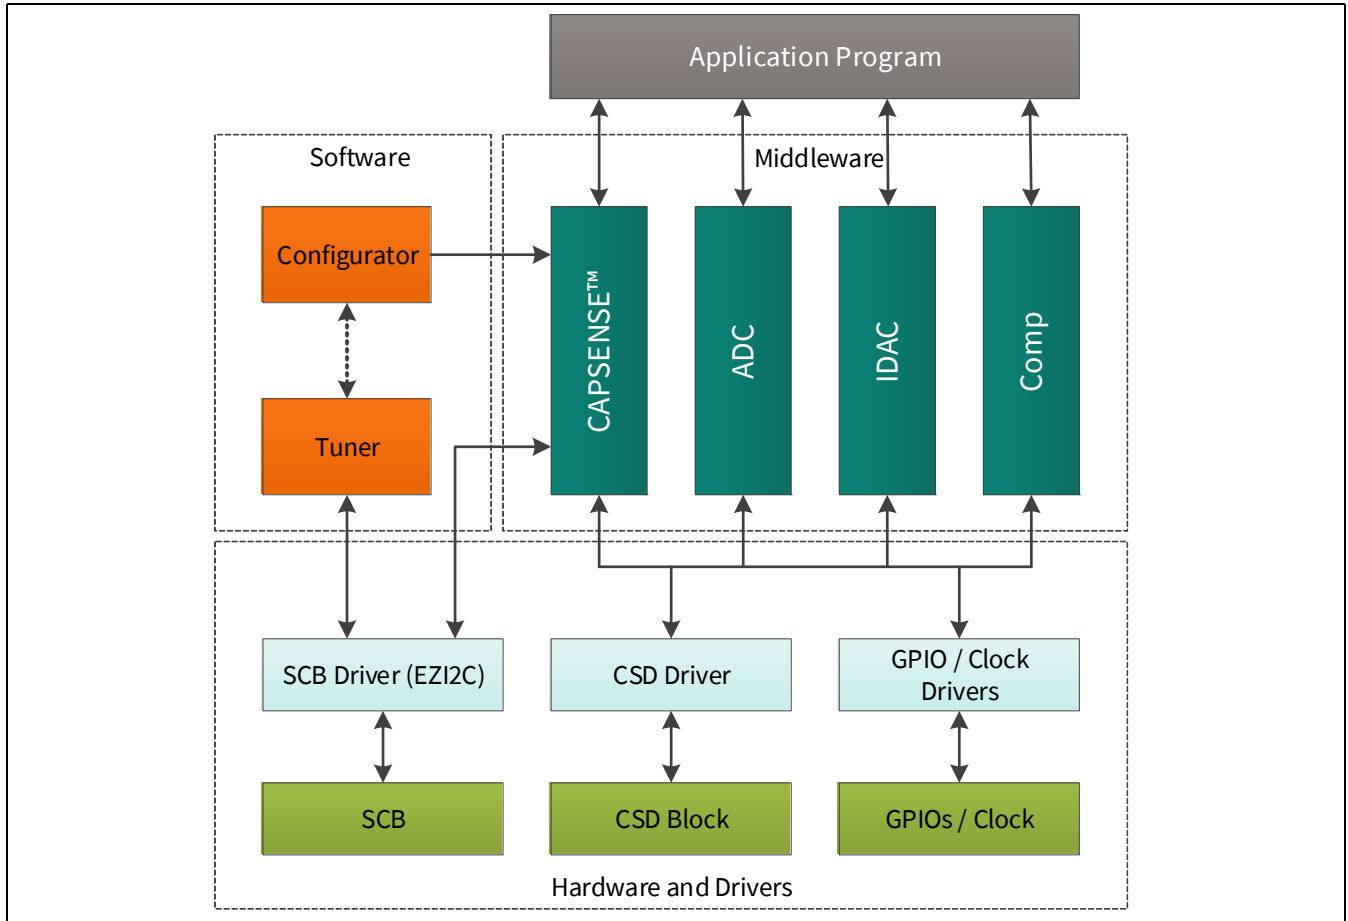 Application Program
Software
Middleware
Configurator
Tuner
CAPSENSE™
ADC
IDAC
Comp
SCB Driver (EZI2C)
CSD Driver
GPIO / Clock
Drivers
SCB
CSD Block
GPIOs / Clock
Hardware and Drivers